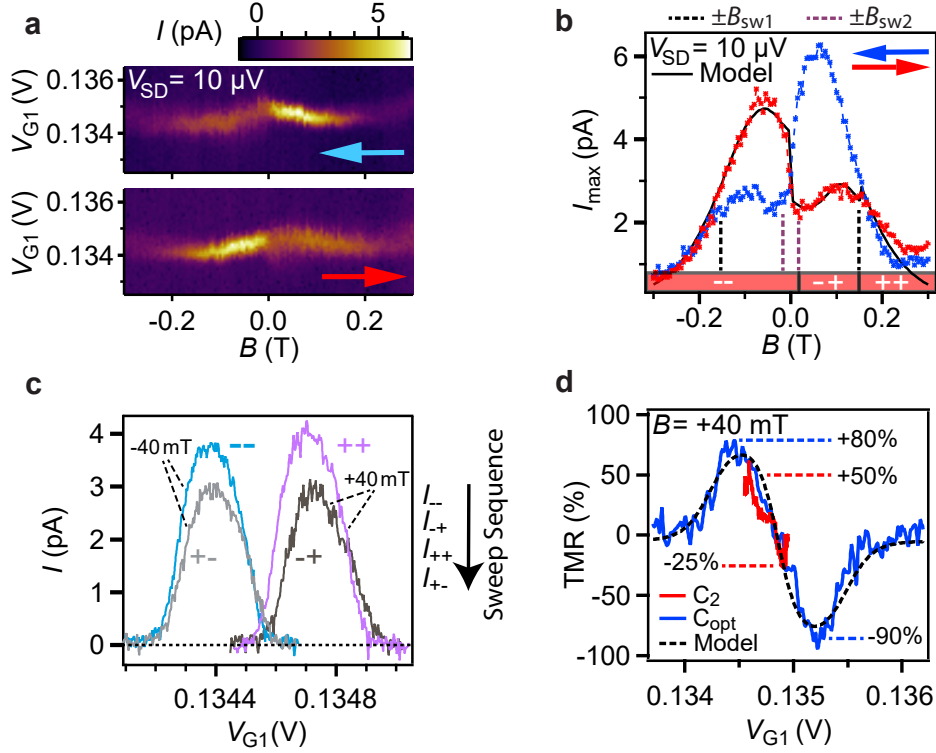 a
I (pA)
0
5
V_SD = 10 µV
V_G1 (V)
0.136
0.134
V_G1 (V)
0.136
0.134
-0.2
0.0
0.2
B (T)
b
±B_sw1
±B_sw2
V_SD = 10 µV
Model
I_max (pA)
6
4
2
--
-+
++
-0.2
0.0
0.2
B (T)
c
I (pA)
4
3
2
1
0
-40 mT
--
++
+40 mT
+-
-+
0.1344
0.1348
V_G1 (V)
I_--
I_-+
I_++
I_+-
Sweep Sequence
d
TMR (%)
100
50
0
-50
-100
B = +40 mT
+80%
+50%
-25%
-90%
C_2
C_opt
Model
0.134
0.135
0.136
V_G1 (V)